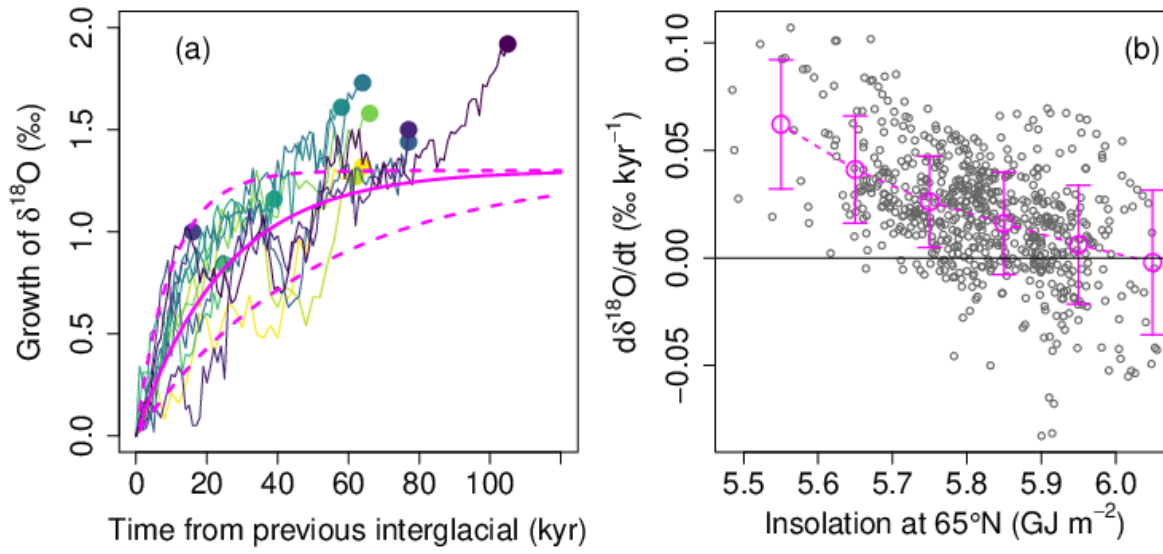 (a)
Growth of δ¹⁸O (‰)
2.0
1.5
1.0
0.5
0.0
0 20 40 60 80 100
Time from previous interglacial (kyr)
(b)
dδ¹⁸O/dt (‰ kyr⁻¹)
0.10
0.05
0.00
−0.05
5.5 5.6 5.7 5.8 5.9 6.0
Insolation at 65°N (GJ m⁻²)